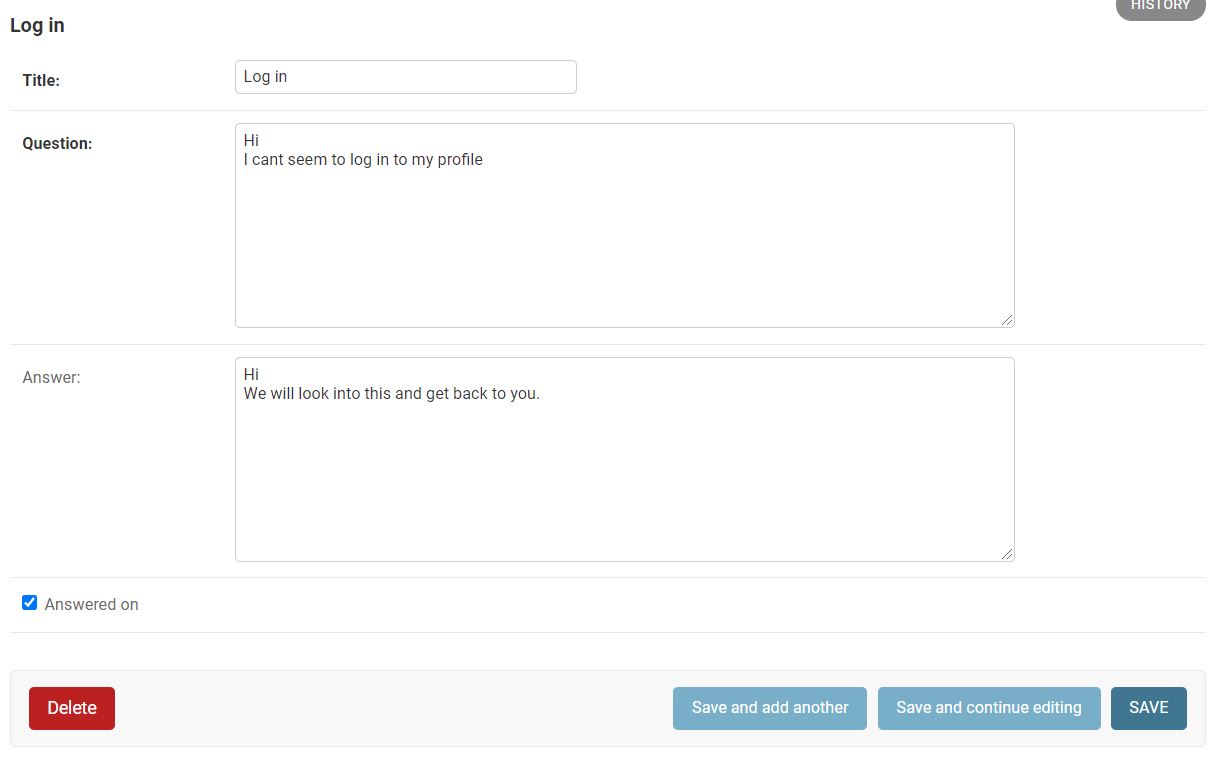 HISTORY
Log in
Title:
Log in
Question:
Hi
I cant seem to log in to my profile
Answer:
Hi
We will look into this and get back to you.
Answered on
Delete
Save and add another
Save and continue editing
SAVE